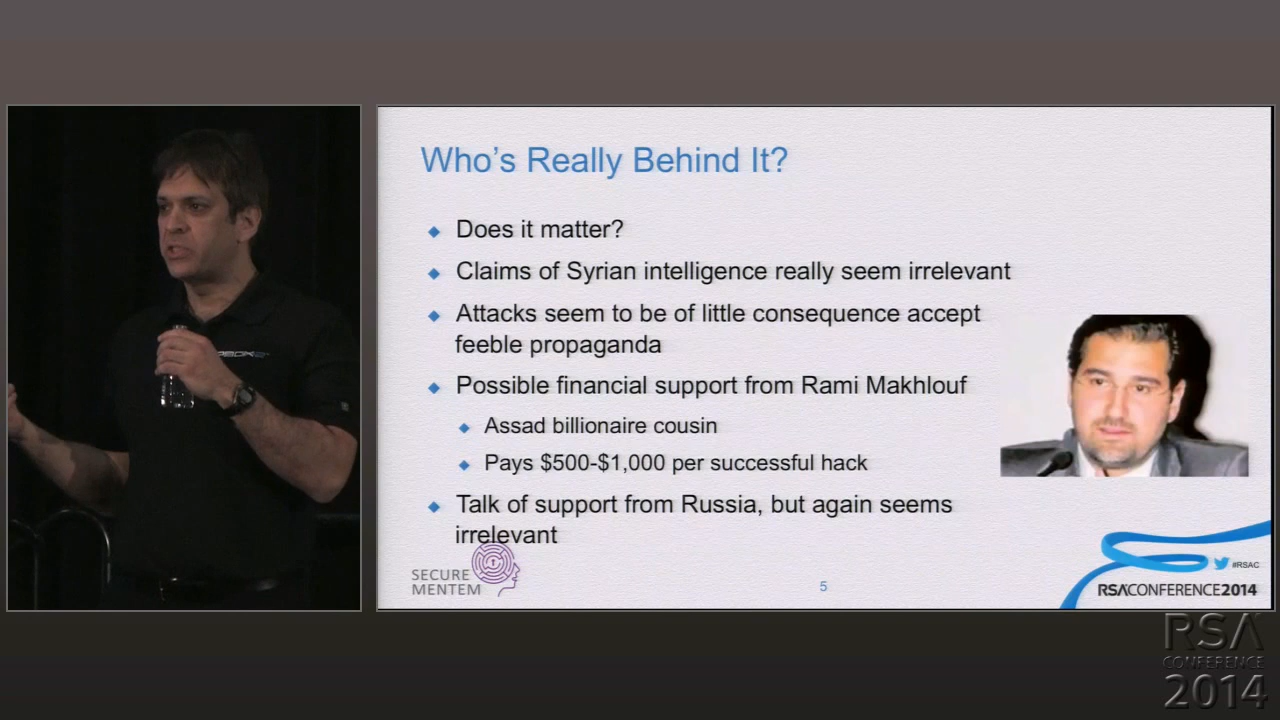 RSA
CONFERENCE
2014
Who's Really Behind It?
Does it matter?
Claims of Syrian intelligence really seem irrelevant
Attacks seem to be of little consequence accept
feeble propaganda
Possible financial support from Rami Makhlouf
Assad billionaire cousin
Pays $500-$1,000 per successful hack
Talk of support from Russia, but again seems
irrelevant
SECURE
MENTEM
5
#RSAC
RSACONFERENCE2014
RSA
CONFERENCE
2014